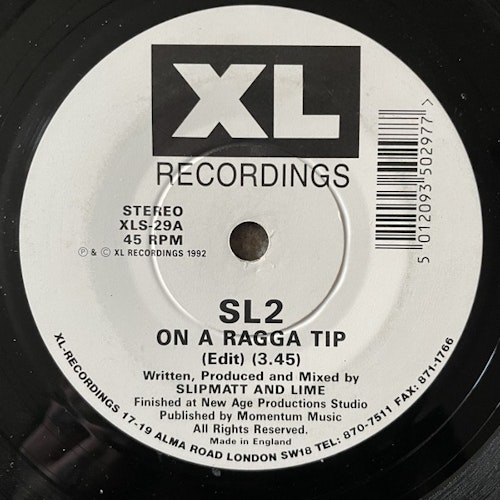 XL
RECORDINGS
STEREO
XLS-29A
45 RPM
℗ & © XL RECORDINGS 1992
5 012093 502977 >
SL2
ON A RAGGA TIP
(Edit) (3.45)
Written, Produced and Mixed by
SLIPMATT AND LIME
Finished at New Age Productions Studio
Published by Momentum Music
All Rights Reserved.
Made in England
XL-RECORDINGS 17-19 ALMA ROAD LONDON SW18 TEL: 870-7511 FAX: 871-1766